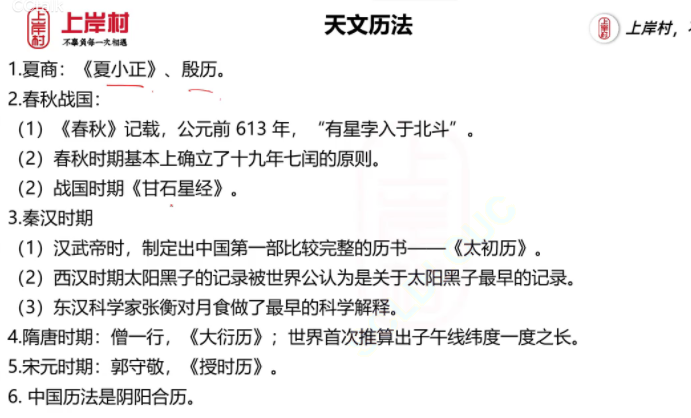 上岸村
不辜负每一次相遇
天文历法
上岸村，
1.夏商：《夏小正》、殷历。
2.春秋战国：
（1）《春秋》记载，公元前 613 年，“有星孛入于北斗”。
（2）春秋时期基本上确立了十九年七闰的原则。
（2）战国时期《甘石星经》。
3.秦汉时期
（1）汉武帝时，制定出中国第一部比较完整的历书——《太初历》。
（2）西汉时期太阳黑子的记录被世界公认为是关于太阳黑子最早的记录。
（3）东汉科学家张衡对月食做了最早的科学解释。
4.隋唐时期：僧一行，《大衍历》；世界首次推算出子午线纬度一度之长。
5.宋元时期：郭守敬，《授时历》。
6. 中国历法是阴阳合历。